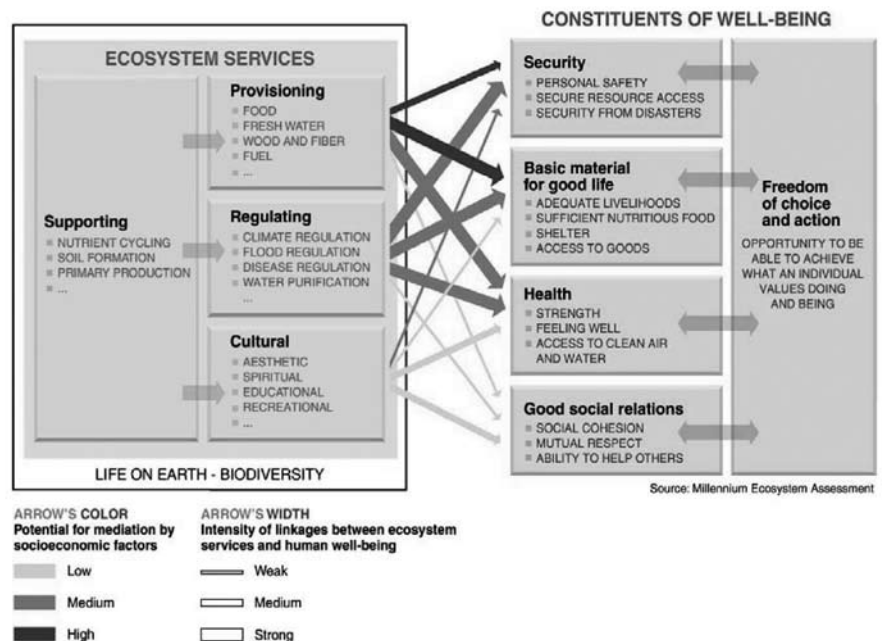 CONSTITUENTS OF WELL-BEING
ECOSYSTEM SERVICES
Supporting
NUTRIENT CYCLING
SOIL FORMATION
PRIMARY PRODUCTION
...
Provisioning
FOOD
FRESH WATER
WOOD AND FIBER
FUEL
...
Regulating
CLIMATE REGULATION
FLOOD REGULATION
DISEASE REGULATION
WATER PURIFICATION
...
Cultural
AESTHETIC
SPIRITUAL
EDUCATIONAL
RECREATIONAL
...
LIFE ON EARTH - BIODIVERSITY
Security
PERSONAL SAFETY
SECURE RESOURCE ACCESS
SECURITY FROM DISASTERS
Basic material
for good life
ADEQUATE LIVELIHOODS
SUFFICIENT NUTRITIOUS FOOD
SHELTER
ACCESS TO GOODS
Health
STRENGTH
FEELING WELL
ACCESS TO CLEAN AIR
AND WATER
Good social relations
SOCIAL COHESION
MUTUAL RESPECT
ABILITY TO HELP OTHERS
Freedom
of choice
and action
OPPORTUNITY TO BE
ABLE TO ACHIEVE
WHAT AN INDIVIDUAL
VALUES DOING
AND BEING
Source: Millennium Ecosystem Assessment
ARROW'S COLOR
Potential for mediation by
socioeconomic factors
Low
Medium
High
ARROW'S WIDTH
Intensity of linkages between ecosystem
services and human well-being
Weak
Medium
Strong